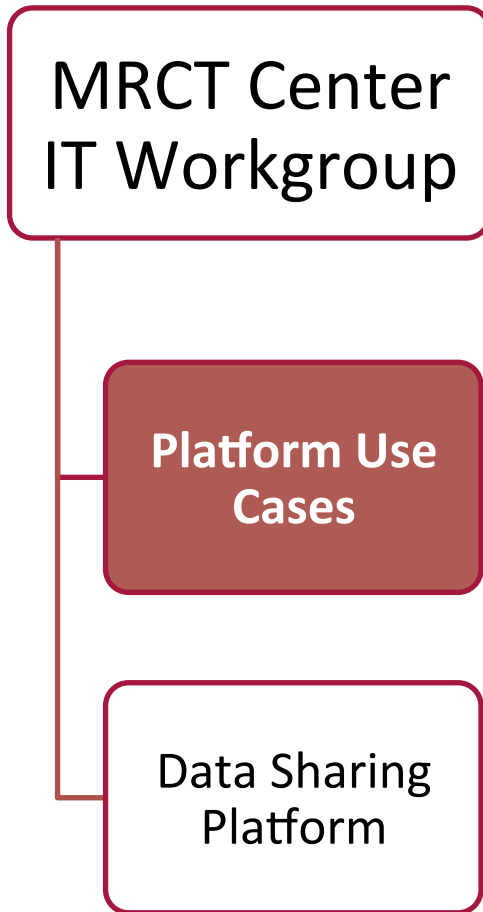 MRCT Center
IT Workgroup
Platform Use
Cases
Data Sharing
Platform